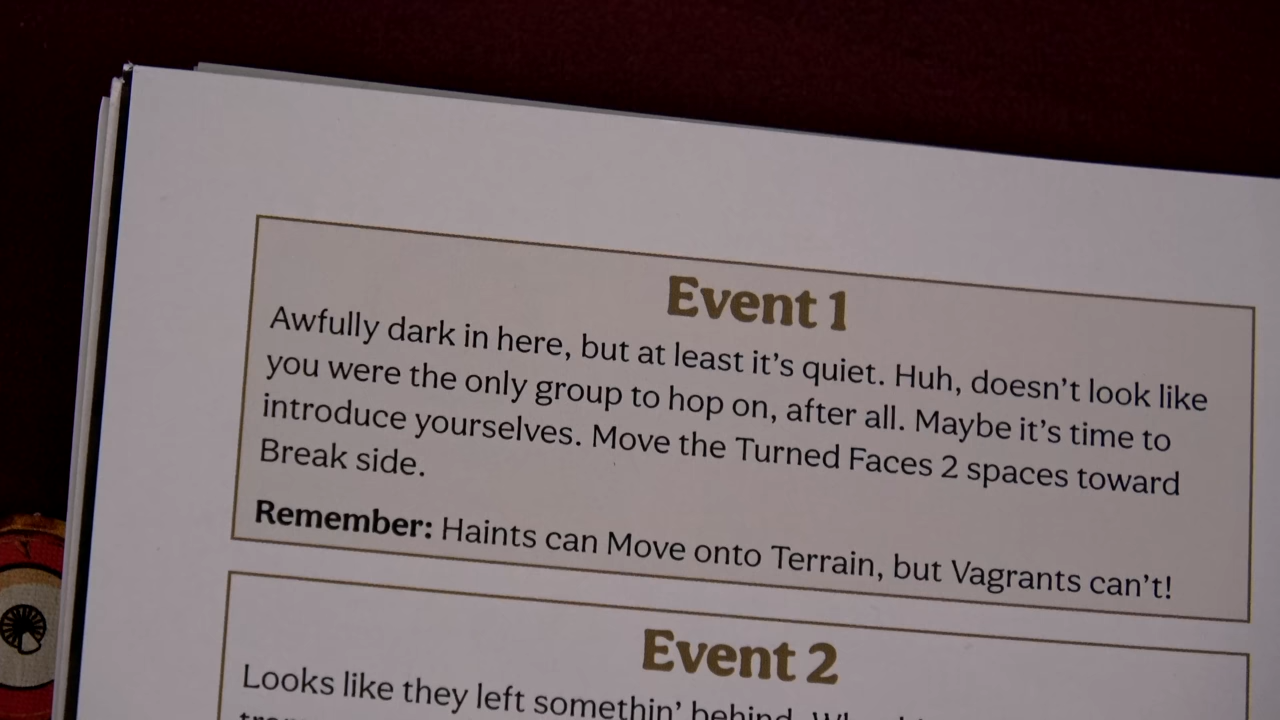 Event 1
Awfully dark in here, but at least it’s quiet. Huh, doesn’t look like
you were the only group to hop on, after all. Maybe it’s time to
introduce yourselves. Move the Turned Faces 2 spaces toward
Break side.
Remember: Haints can Move onto Terrain, but Vagrants can’t!
Event 2
Looks like they left somethin’ behind.